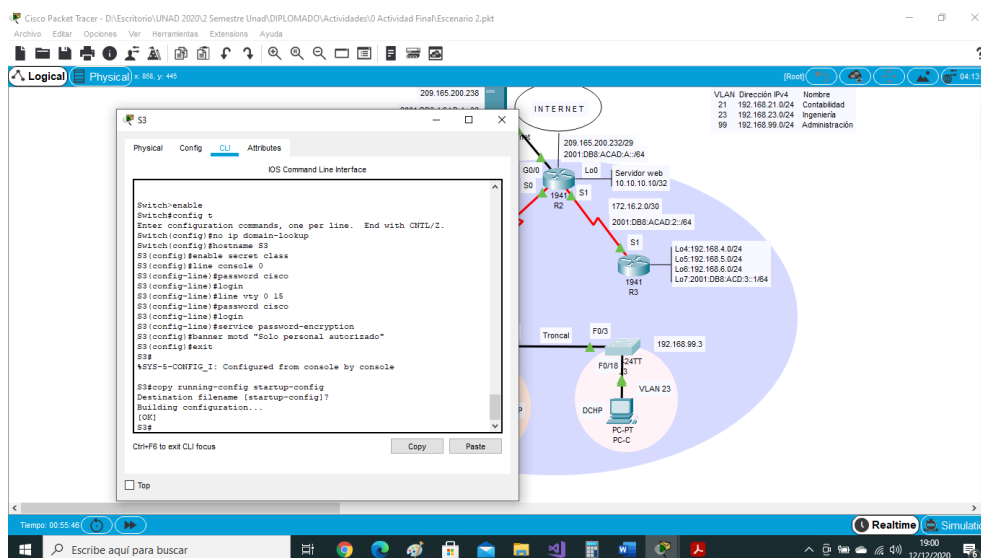 Cisco Packet Tracer - D:\Escritorio\UNAD 2020\2 Semestre Unad\DIPLOMADO\Actividades\0 Actividad Final\Escenario 2.pkt
Archivo Editar Opciones Ver Herramientas Extensions Ayuda
Logical Physical x: 858, y: 445 [Root] 04:13:
209.165.200.238
INTERNET
VLAN Dirección IPv4 Nombre
21 192.168.21.0/24 Contabilidad
23 192.168.23.0/24 Ingeniería
99 192.168.99.0/24 Administración
209.165.200.232/29
2001:DB8:ACAD:A::/64
G0/0
Lo0
S0
S1
1941
R2
Servidor web
10.10.10.10/32
172.16.2.0/30
2001:DB8:ACAD:2::/64
S1
1941
R3
Lo4:192.168.4.0/24
Lo5:192.168.5.0/24
Lo6:192.168.6.0/24
Lo7:2001:DB8:ACD:3::1/64
Troncal
F0/3
192.168.99.3
F0/18
-24TT
VLAN 23
DCHP
PC-PT
PC-C
S3
Physical Config CLI Attributes
IOS Command Line Interface
Switch>enable
Switch#config t
Enter configuration commands, one per line. End with CNTL/Z.
Switch(config)#no ip domain-lookup
Switch(config)#hostname S3
S3(config)#enable secret class
S3(config)#line console 0
S3(config-line)#password cisco
S3(config-line)#login
S3(config-line)#line vty 0 15
S3(config-line)#password cisco
S3(config-line)#login
S3(config-line)#service password-encryption
S3(config)#banner motd "Solo personal autorizado"
S3(config)#exit
S3#
%SYS-5-CONFIG_I: Configured from console by console
S3#copy running-config startup-config
Destination filename [startup-config]?
Building configuration...
[OK]
S3#
Ctrl+F6 to exit CLI focus
Copy Paste
Top
Tiempo: 00:55:46
Realtime Simulatio
Escribe aquí para buscar
19:00
12/12/2020